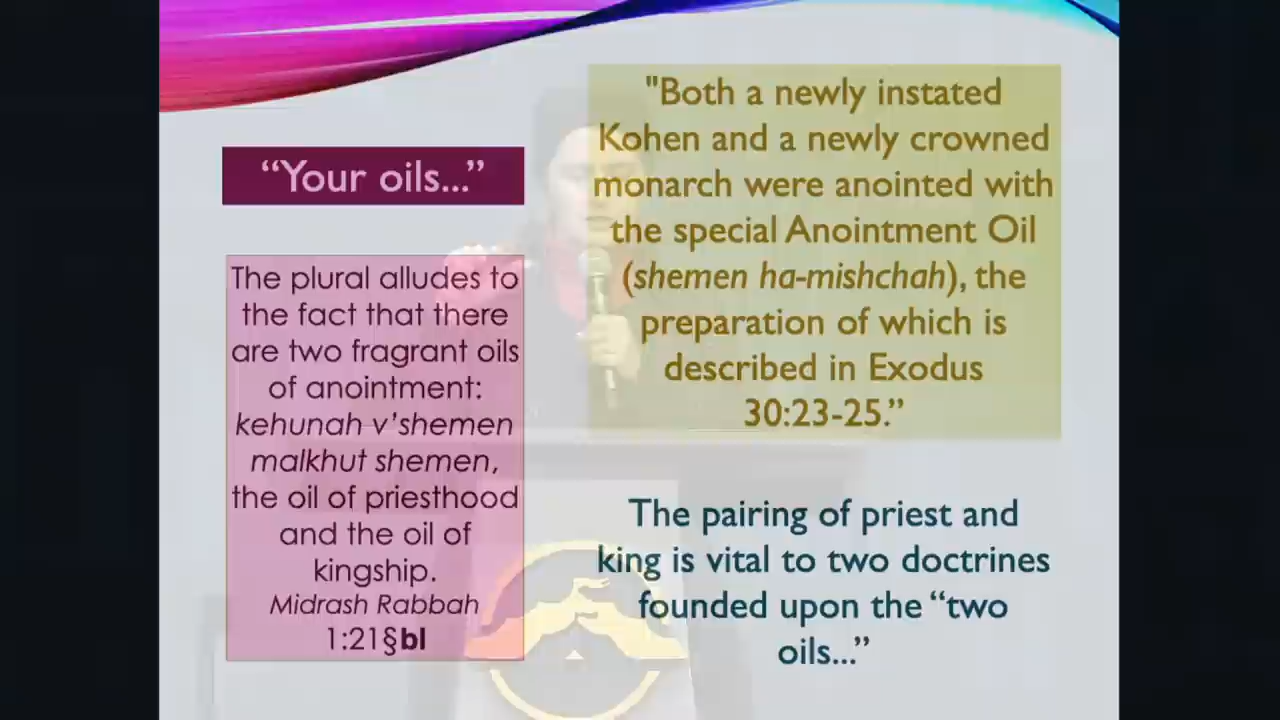 “Your oils...”
The plural alludes to
the fact that there
are two fragrant oils
of anointment:
kehunah v’shemen
malkhut shemen,
the oil of priesthood
and the oil of
kingship.
Midrash Rabbah
1:21§bl
"Both a newly instated
Kohen and a newly crowned
monarch were anointed with
the special Anointment Oil
(shemen ha-mishchah), the
preparation of which is
described in Exodus
30:23-25.”
The pairing of priest and
king is vital to two doctrines
founded upon the “two
oils...”